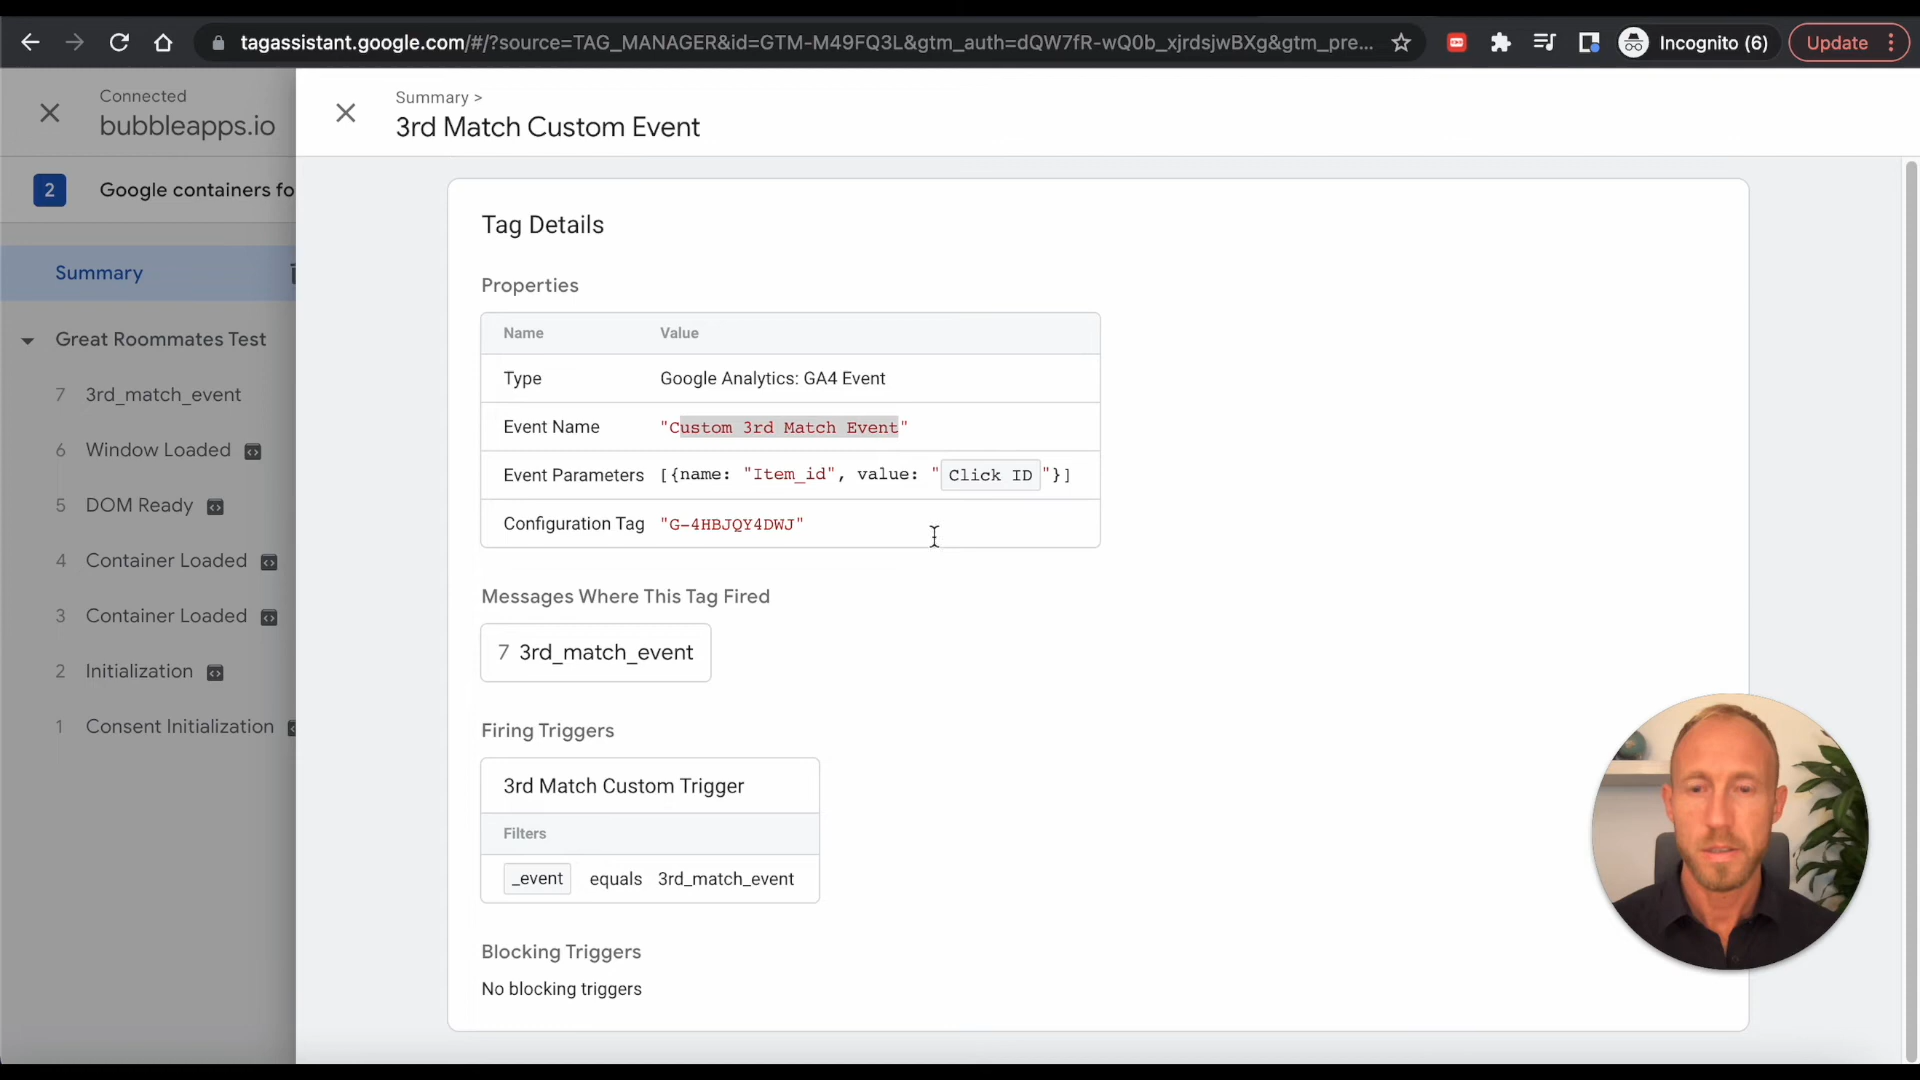 tagassistant.google.com/#/?source=TAG_MANAGER&id=GTM-M49FQ3L&gtm_auth=dQW7fR-wQ0b_xjrdsjwBXg&gtm_pre...
Incognito (6)
Update
Connected
bubbleapps.io
2 Google containers fo
Summary
Great Roommates Test
7 3rd_match_event
6 Window Loaded
5 DOM Ready
4 Container Loaded
3 Container Loaded
2 Initialization
1 Consent Initialization
Summary >
3rd Match Custom Event
Tag Details
Properties
Name Value
Type Google Analytics: GA4 Event
Event Name "Custom 3rd Match Event"
Event Parameters [{name: "Item_id", value: "Click ID"}]
Configuration Tag "G-4HBJQY4DWJ"
Messages Where This Tag Fired
7 3rd_match_event
Firing Triggers
3rd Match Custom Trigger
Filters
_event equals 3rd_match_event
Blocking Triggers
No blocking triggers